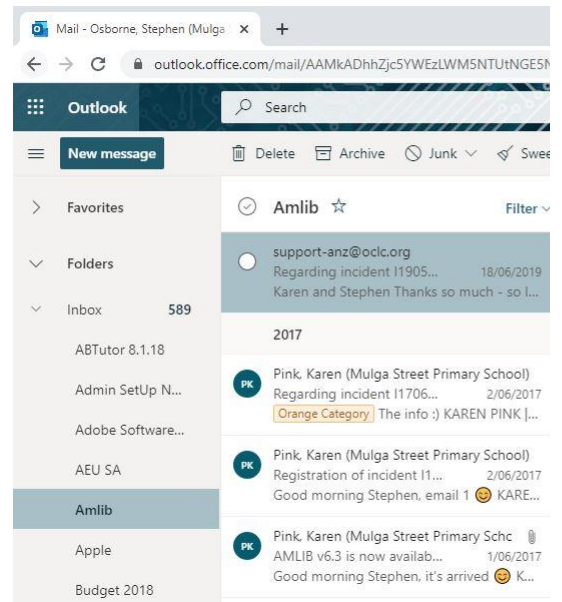 Mail - Osborne, Stephen (Mulga
outlook.office.com/mail/AAMkADhhZjc5YWEzLWM5NTUtNGE5N
Outlook
Search
New message
Delete Archive Junk Swee
Favorites
Folders
Inbox 589
ABTutor 8.1.18
Admin SetUp N...
Adobe Software...
AEU SA
Amlib
Apple
Budget 2018
Amlib Filter
support-anz@oclc.org
Regarding incident I1905... 18/06/2019
Karen and Stephen Thanks so much - so I...
2017
PK
Pink, Karen (Mulga Street Primary School)
Regarding incident I1706... 2/06/2017
Orange Category The info :) KAREN PINK |...
PK
Pink, Karen (Mulga Street Primary School)
Registration of incident I1... 2/06/2017
Good morning Stephen, email 1 😊 KARE...
PK
Pink, Karen (Mulga Street Primary Schc
AMLIB v6.3 is now availab... 1/06/2017
Good morning Stephen, it's arrived 😊 K...